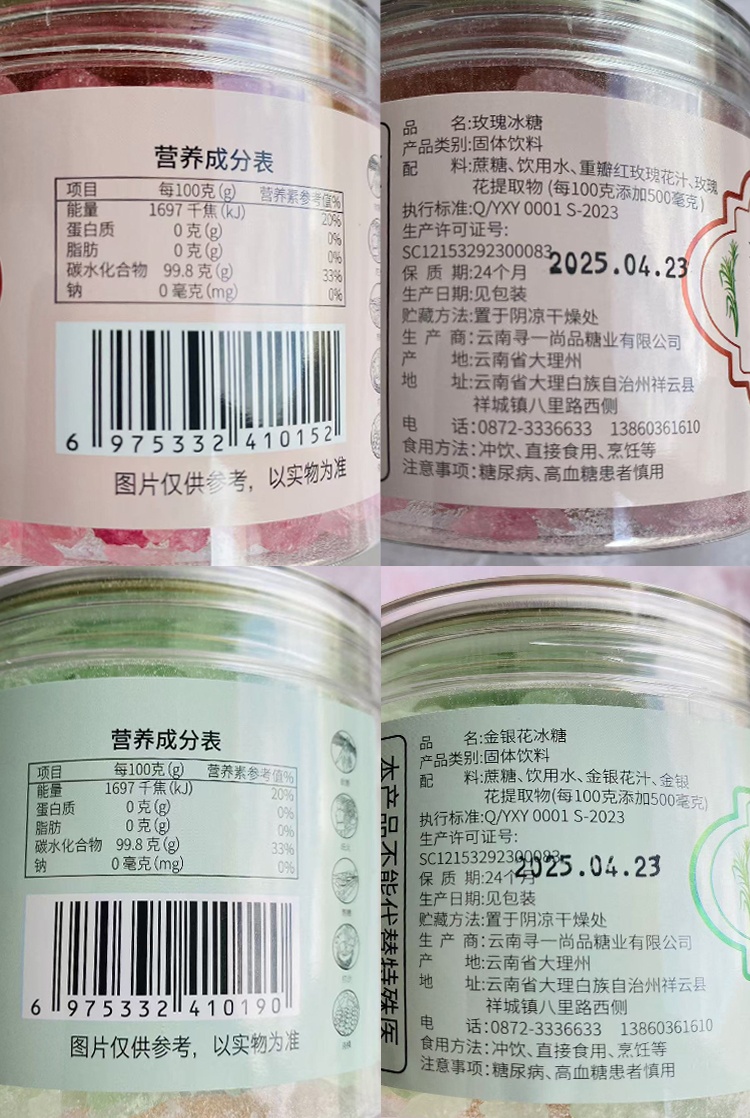 营养成分表
项目 每100克(g) 营养素参考值%
能量 1697 千焦(kJ) 20%
蛋白质 0 克(g) 0%
脂肪 0 克(g) 0%
碳水化合物 99.8 克(g) 33%
钠 0 毫克(mg) 0%
6 975332 410152
图片仅供参考，以实物为准
品 名:玫瑰冰糖
产品类别:固体饮料
配 料:蔗糖、饮用水、重瓣红玫瑰花汁、玫瑰
花提取物 (每100克添加500毫克)
执行标准:Q/YXY 0001 S-2023
生产许可证号:
SC12153292300083
2025.04.23
保 质 期:24个月
生产日期:见包装
贮藏方法:置于阴凉干燥处
生 产 商:云南寻一尚品糖业有限公司
产 地:云南省大理州
地 址:云南省大理白族自治州祥云县
祥城镇八里路西侧
电 话:0872-3336633 13860361610
食用方法:冲饮、直接食用、烹饪等
注意事项:糖尿病、高血糖患者慎用
营养成分表
项目 每100克(g) 营养素参考值%
能量 1697 千焦(kJ) 20%
蛋白质 0 克(g) 0%
脂肪 0 克(g) 0%
碳水化合物 99.8 克(g) 33%
钠 0 毫克(mg) 0%
6 975332 410190
图片仅供参考，以实物为准
本产品不能代替特殊医
品 名:金银花冰糖
产品类别:固体饮料
配 料:蔗糖、饮用水、金银花汁、金银
花提取物(每100克添加500毫克)
执行标准:Q/YXY 0001 S-2023
生产许可证号:
SC12153292300083
2025.04.23
保 质 期:24个月
生产日期:见包装
贮藏方法:置于阴凉干燥处
生 产 商:云南寻一尚品糖业有限公司
产 地:云南省大理州
地 址:云南省大理白族自治州祥云县
祥城镇八里路西侧
电 话:0872-3336633 13860361610
食用方法:冲饮、直接食用、烹饪等
注意事项:糖尿病、高血糖患者慎用